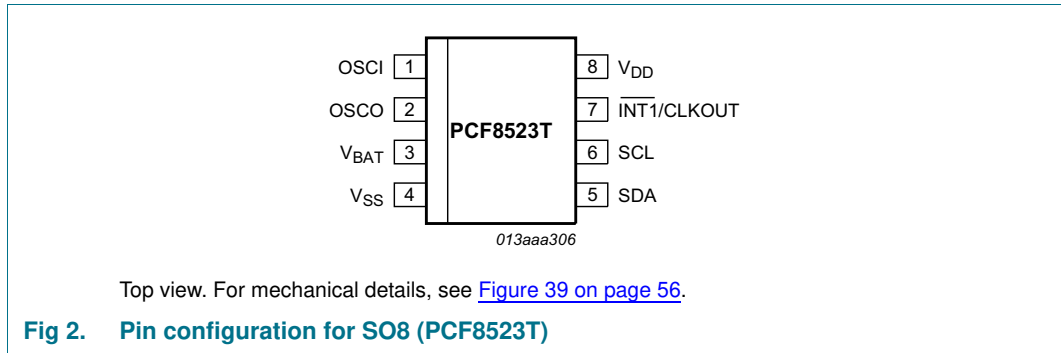 OSCI 1
OSCO 2
VBAT 3
VSS 4
PCF8523T
8 VDD
7 INT1/CLKOUT
6 SCL
5 SDA
013aaa306
Top view. For mechanical details, see Figure 39 on page 56.
Fig 2. Pin configuration for SO8 (PCF8523T)